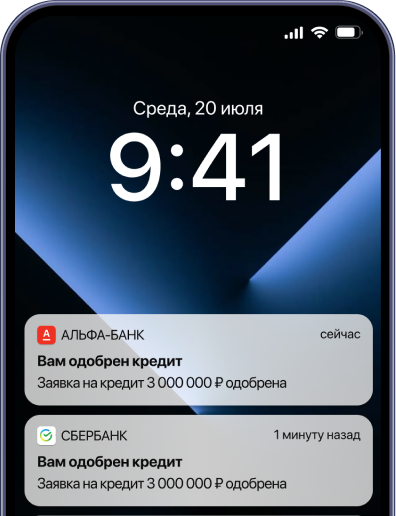 Среда, 20 июля
9:41
А АЛЬФА-БАНК сейчас
Вам одобрен кредит
Заявка на кредит 3 000 000 ₽ одобрена
СБЕРБАНК 1 минуту назад
Вам одобрен кредит
Заявка на кредит 3 000 000 ₽ одобрена